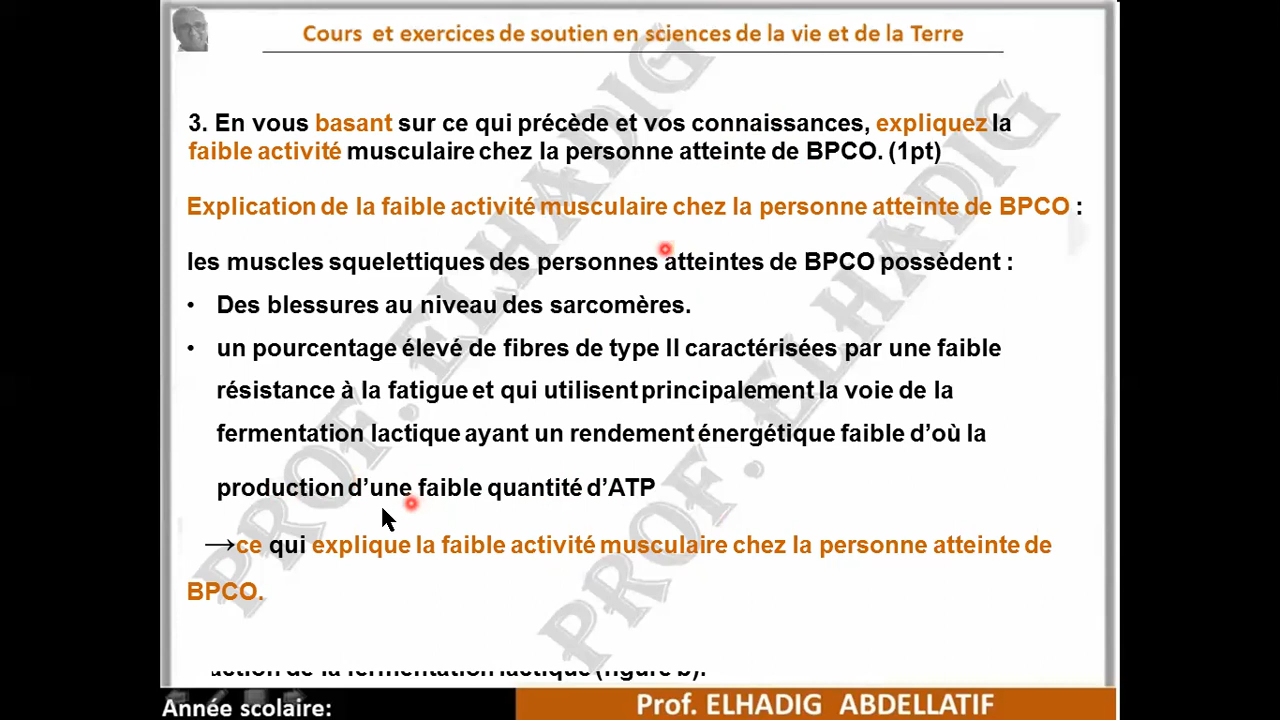 Cours et exercices de soutien en sciences de la vie et de la Terre
3. En vous basant sur ce qui précède et vos connaissances, expliquez la
faible activité musculaire chez la personne atteinte de BPCO. (1pt)
Explication de la faible activité musculaire chez la personne atteinte de BPCO :
les muscles squelettiques des personnes atteintes de BPCO possèdent :
• Des blessures au niveau des sarcomères.
• un pourcentage élevé de fibres de type II caractérisées par une faible
résistance à la fatigue et qui utilisent principalement la voie de la
fermentation lactique ayant un rendement énergétique faible d’où la
production d’une faible quantité d’ATP
→ce qui explique la faible activité musculaire chez la personne atteinte de
BPCO.
de la fermentation lactique (figure b).
Année scolaire:
Prof. ELHADIG ABDELLATIF
PROF. ELHADIG
PROF. ELHADIG